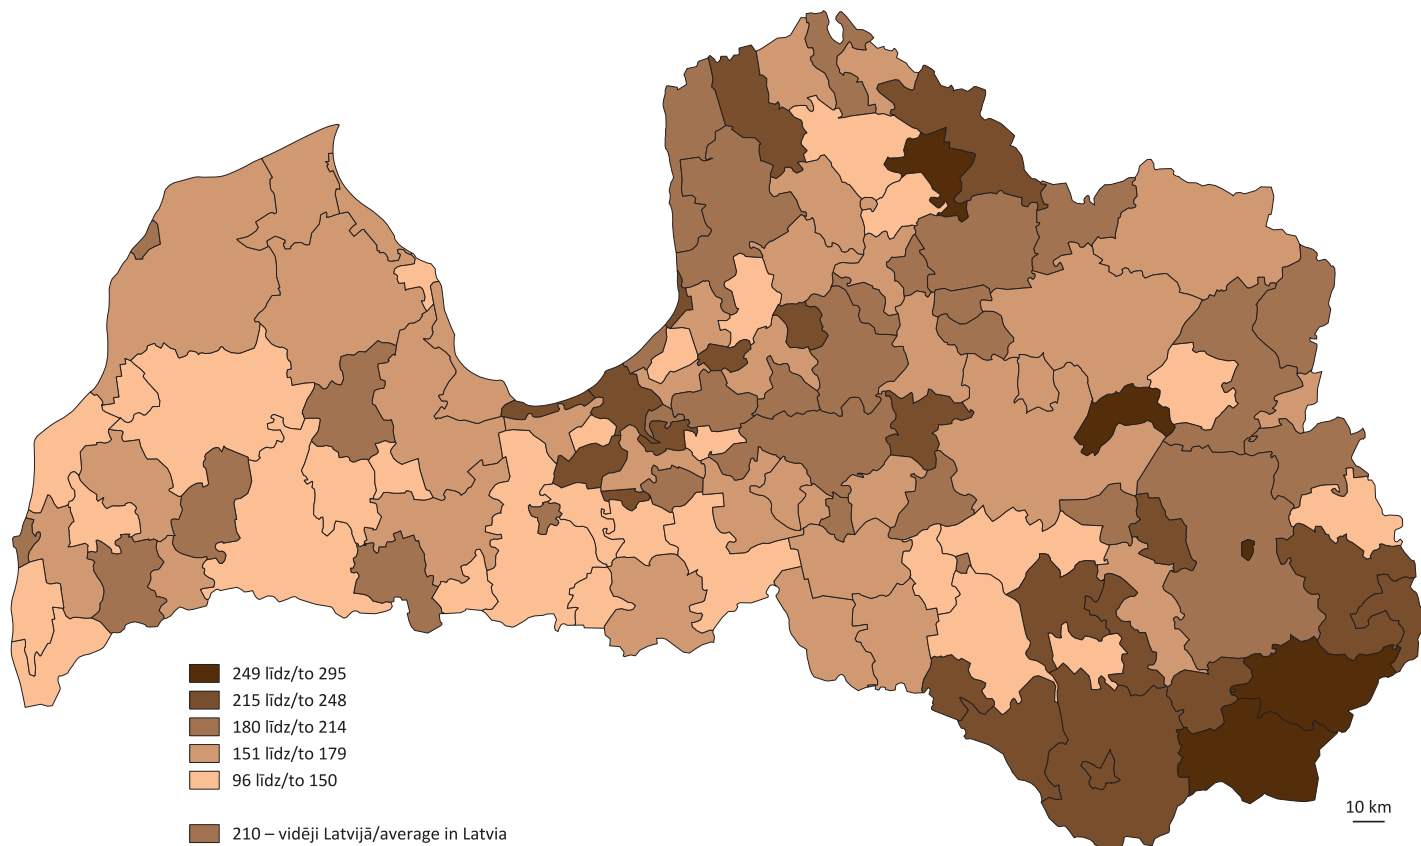 249 līdz/to 295
215 līdz/to 248
180 līdz/to 214
151 līdz/to 179
96 līdz/to 150
210 – vidēji Latvijā/average in Latvia
10 km